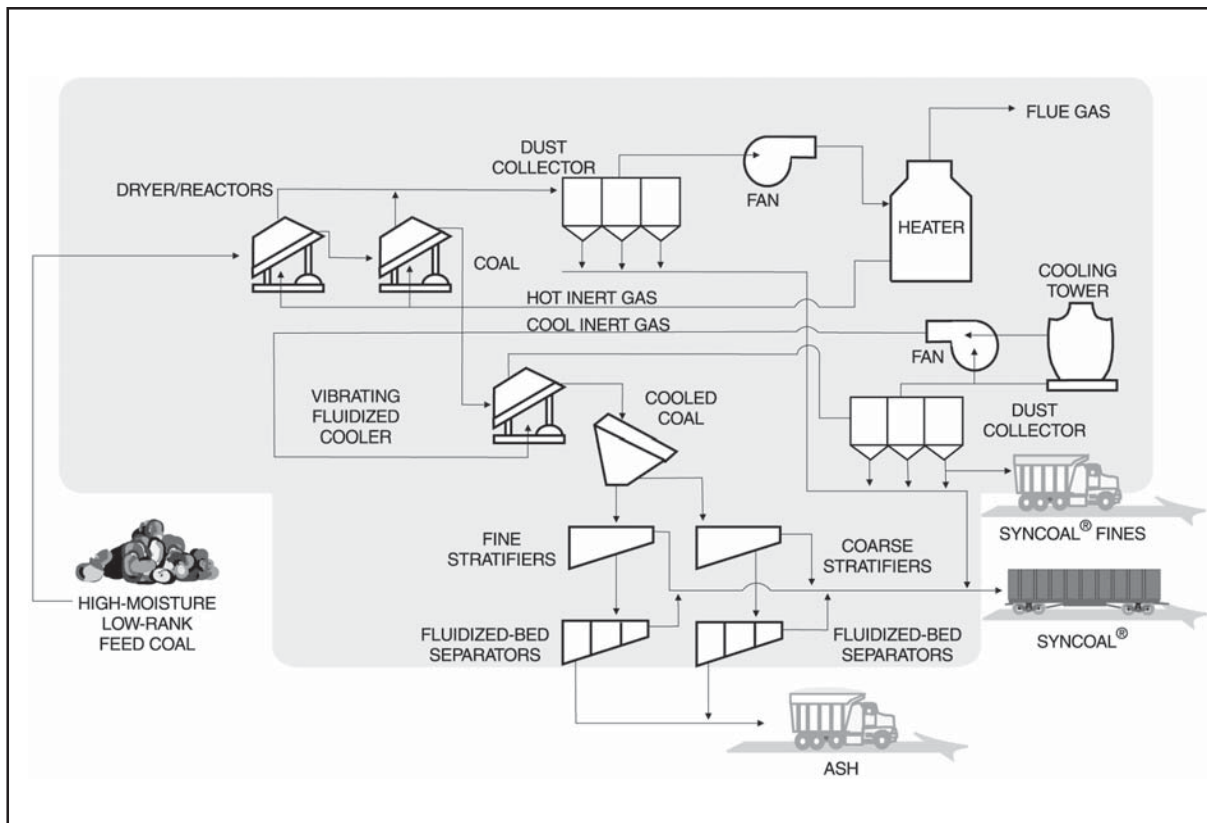 FLUE GAS
DUST
COLLECTOR
DRYER/REACTORS
FAN
HEATER
COAL
COOLING
TOWER
HOT INERT GAS
COOL INERT GAS
FAN
VIBRATING
FLUIDIZED
COOLER
COOLED
COAL
DUST
COLLECTOR
SYNCOAL® FINES
FINE
STRATIFIERS
COARSE
STRATIFIERS
HIGH-MOISTURE
LOW-RANK
FEED COAL
FLUIDIZED-BED
SEPARATORS
FLUIDIZED-BED
SEPARATORS
SYNCOAL®
ASH